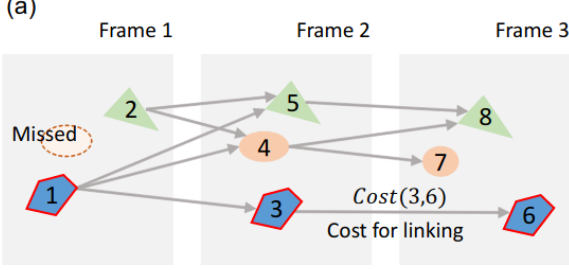 (a)
Frame 1
Frame 2
Frame 3
2
5
8
Missed
4
7
1
3
Cost(3,6)
6
Cost for linking